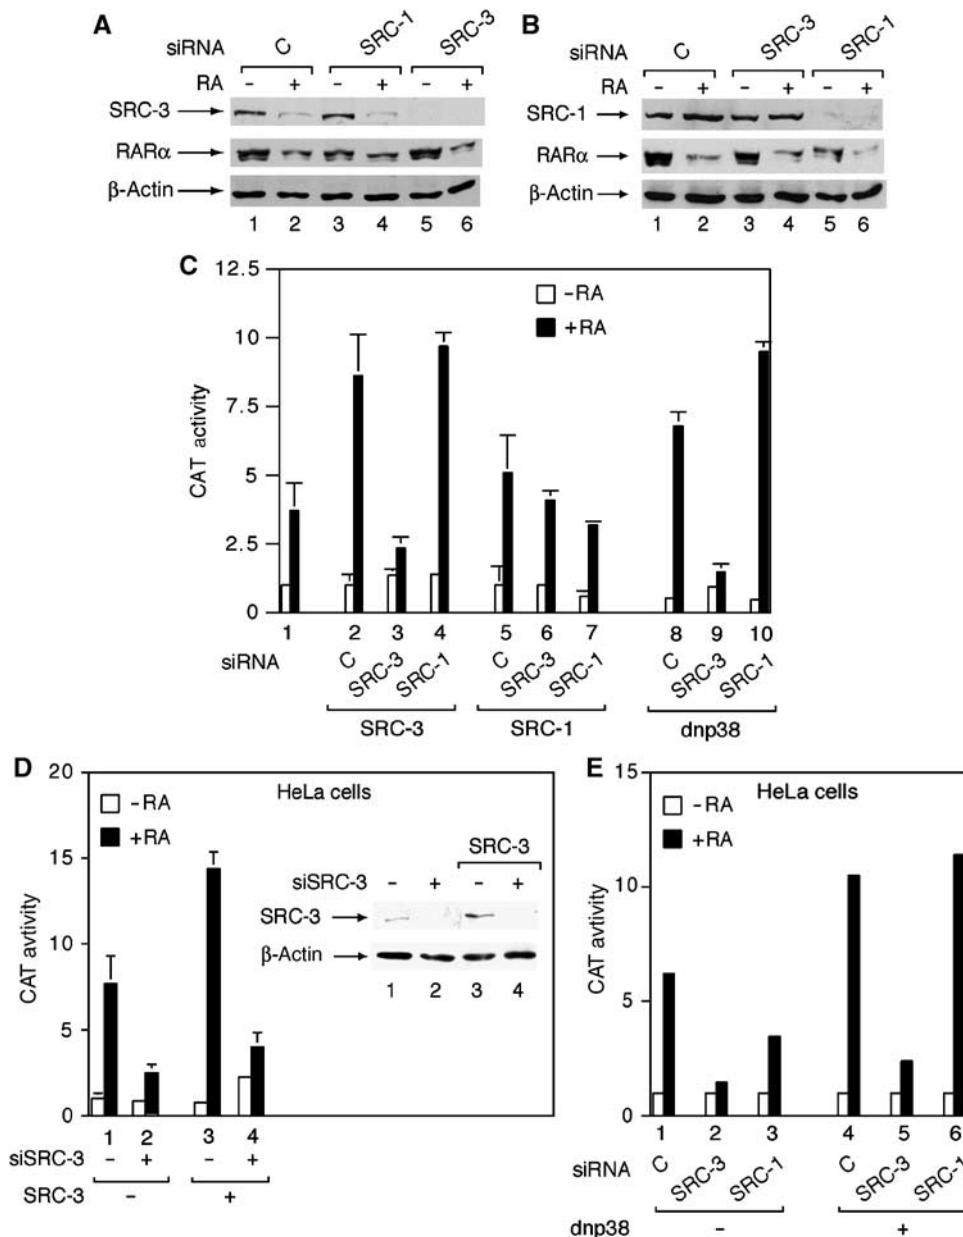 A
siRNA C SRC-1 SRC-3
RA - + - + - +
SRC-3
RARα
β-Actin
1 2 3 4 5 6
B
siRNA C SRC-3 SRC-1
RA - + - + - +
SRC-1
RARα
β-Actin
1 2 3 4 5 6
C
12.5
10
7.5
5
2.5
0
CAT activity
-RA
+RA
1 2 3 4 5 6 7 8 9 10
siRNA C SRC-3 SRC-1 C SRC-3 SRC-1 C SRC-3 SRC-1
SRC-3 SRC-1 dnp38
D
20
15
10
5
0
CAT avtivity
HeLa cells
-RA
+RA
SRC-3
siSRC-3 - + - +
SRC-3
β-Actin
1 2 3 4
1 2 3 4
siSRC-3 - + - +
SRC-3 - +
E
15
10
5
0
CAT avtivity
HeLa cells
-RA
+RA
1 2 3 4 5 6
siRNA C SRC-3 SRC-1 C SRC-3 SRC-1
dnp38 - +